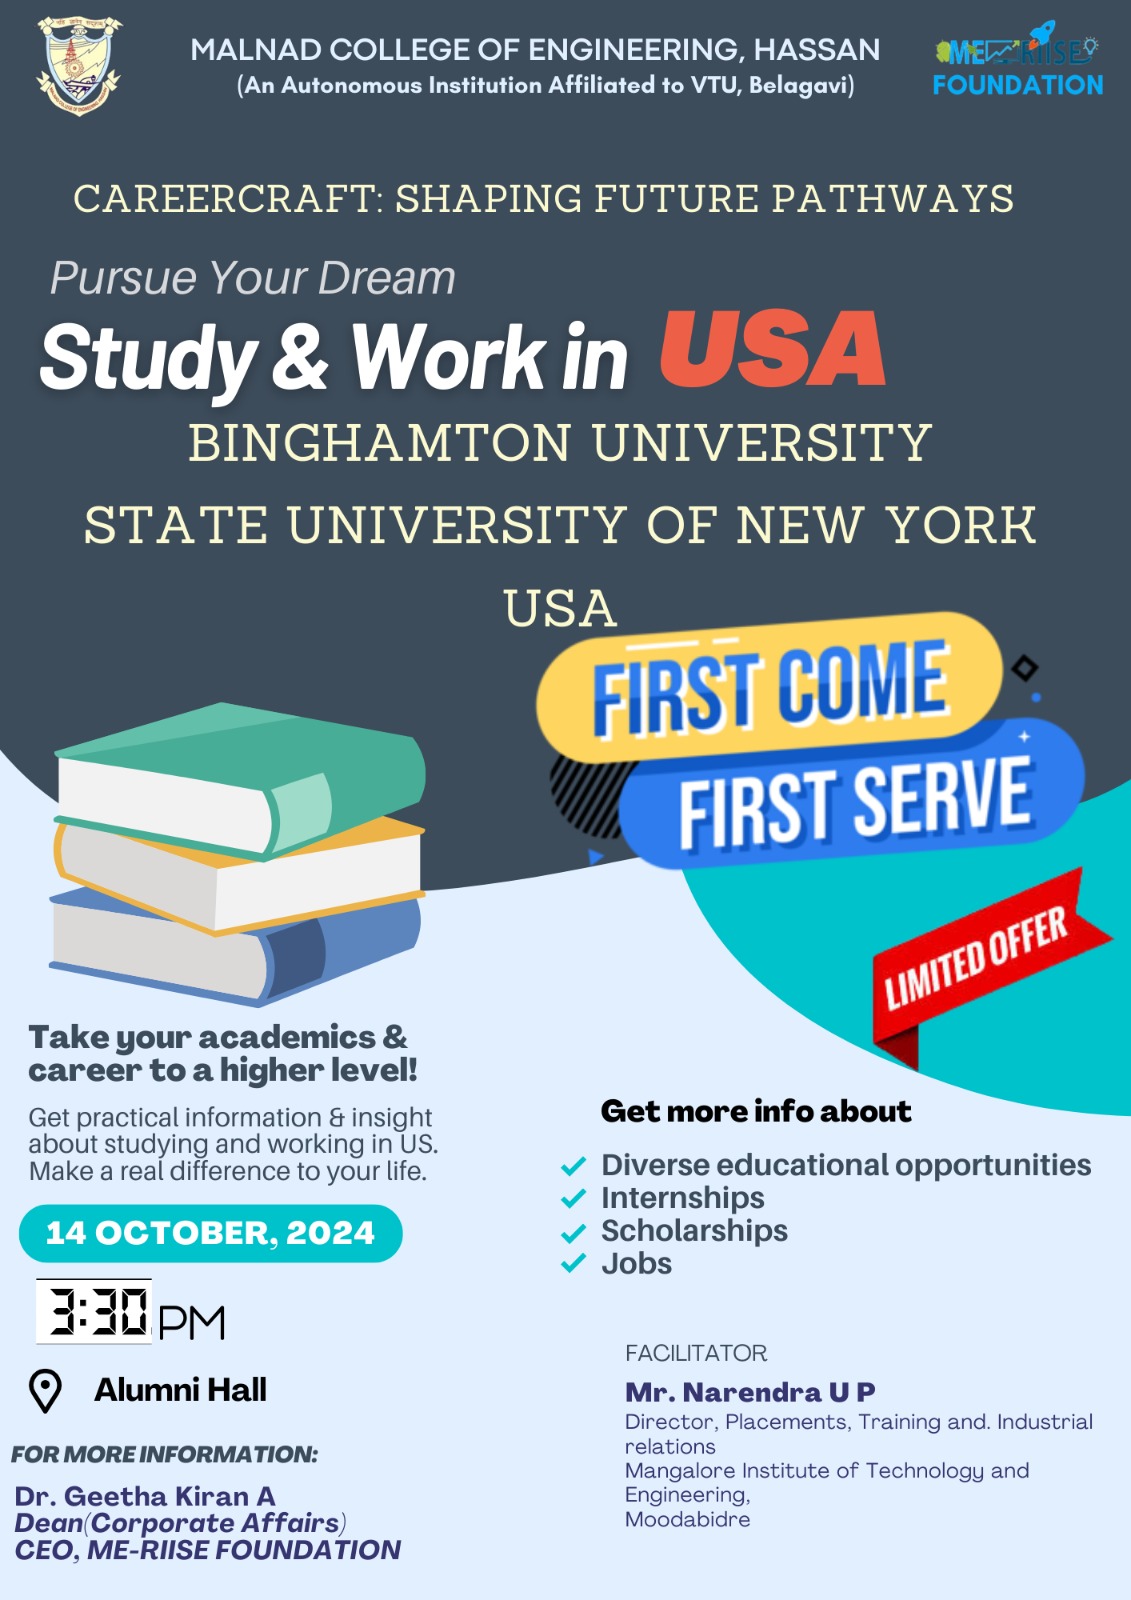 MALNAD COLLEGE OF ENGINEERING, HASSAN
(An Autonomous Institution Affiliated to VTU, Belagavi)
ME RIISE
FOUNDATION
CAREERCRAFT: SHAPING FUTURE PATHWAYS
Pursue Your Dream
Study & Work in USA
BINGHAMTON UNIVERSITY
STATE UNIVERSITY OF NEW YORK
USA
FIRST COME
FIRST SERVE
LIMITED OFFER
Take your academics &
career to a higher level!
Get practical information & insight
about studying and working in US.
Make a real difference to your life.
14 OCTOBER, 2024
3:30 PM
Alumni Hall
FOR MORE INFORMATION:
Dr. Geetha Kiran A
Dean(Corporate Affairs)
CEO, ME-RIISE FOUNDATION
Get more info about
Diverse educational opportunities
Internships
Scholarships
Jobs
FACILITATOR
Mr. Narendra U P
Director, Placements, Training and. Industrial
relations
Mangalore Institute of Technology and
Engineering,
Moodabidre